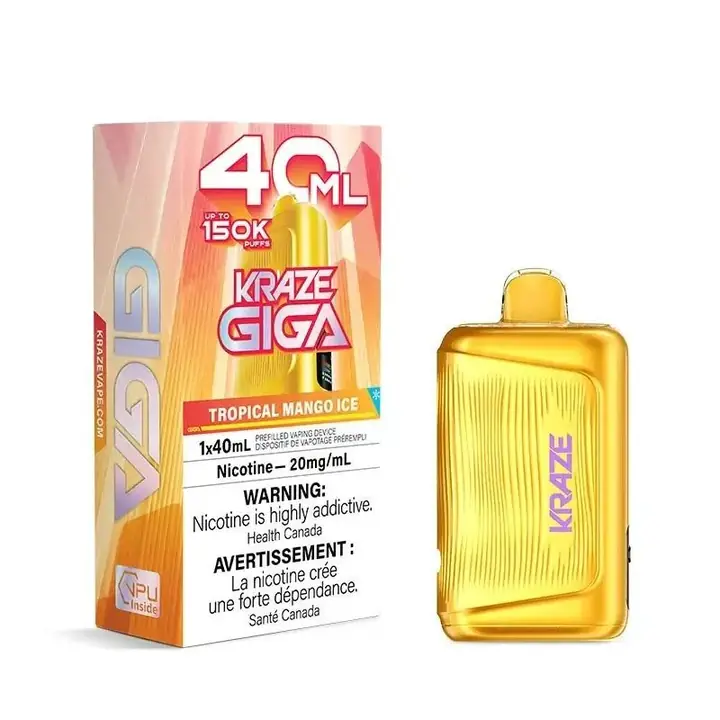 40ML
UP TO
150K
PUFFS
KRAZE
GIGA
TROPICAL MANGO ICE
1x40mL PREFILLED VAPING DEVICE
DISPOSITIF DE VAPOTAGE PRÉREMPLI
Nicotine — 20mg/mL
WARNING:
Nicotine is highly addictive.
Health Canada
AVERTISSEMENT :
La nicotine crée
une forte dépendance.
Santé Canada
GIGA
KRAZEVAPE.COM
VPU
Inside
KRAZE